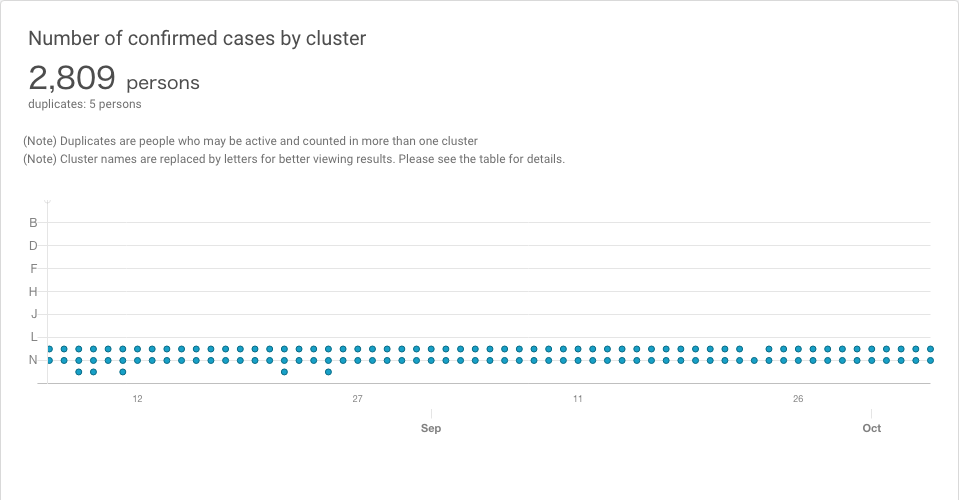 Number of confirmed cases by cluster
2,809 persons
duplicates: 5 persons
(Note) Duplicates are people who may be active and counted in more than one cluster
(Note) Cluster names are replaced by letters for better viewing results. Please see the table for details.
B
D
F
H
J
L
N
12 27 11 26
Sep Oct